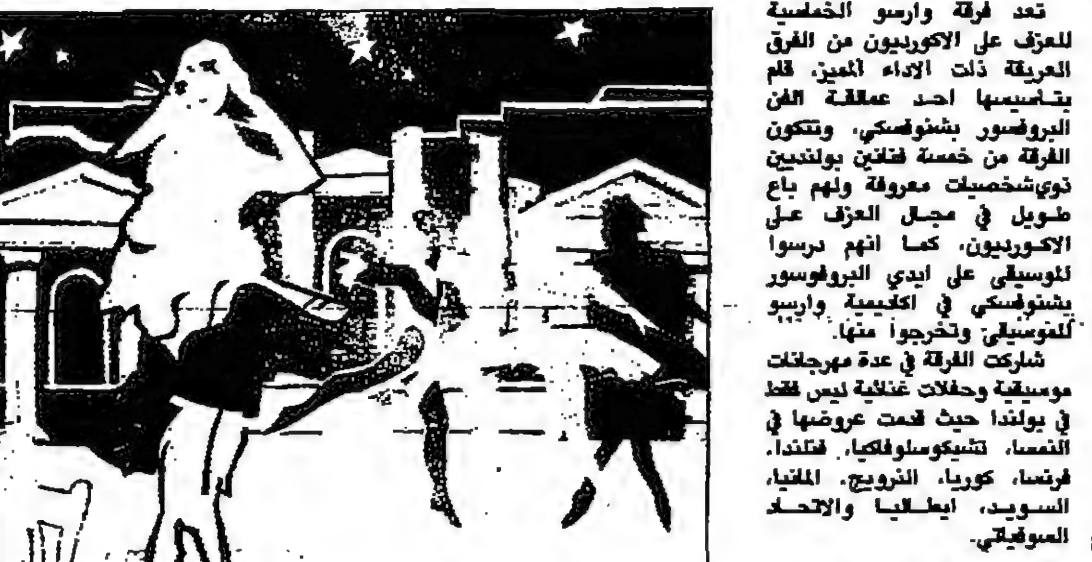 تعد فرقة وارسو الخماسية
للعزف على الاكورديون من الفرق
العريقة ذات الاداء المميز. قام
بتأسيسها احد عمالقة الفن
البروفسور بشنوفسكي، وتتكون
الفرقة من خمسة فنانين بولنديين
ذوي شخصيات معروفة ولهم باع
طويل في مجال العزف على
الاكورديون، كما انهم درسوا
الموسيقى على ايدي البروفوسور
بشنوفسكي في اكاديمية وارسو
للموسيقى وتخرجوا منها.
شاركت الفرقة في عدة مهرجانات
موسيقية وحفلات غنائية ليس فقط
في بولندا حيث قدمت عروضها في
النمسا، تشيكوسلوفاكيا، فنلندا،
فرنسا، كوريا، النرويج، المانيا،
السويد، ايطاليا والاتحاد
السوفياتي.